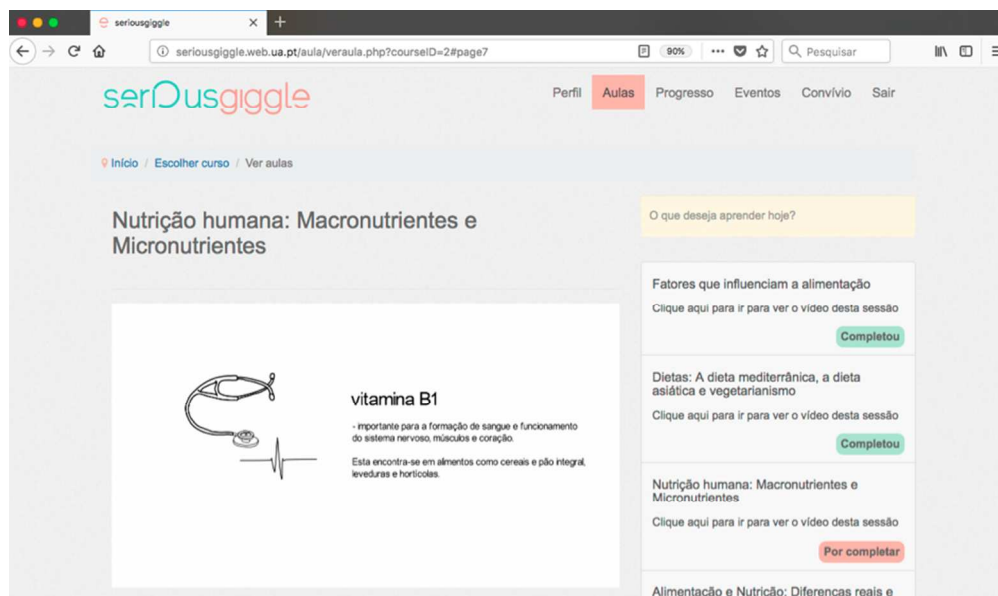 seriousgiggle
seriousgiggle.web.ua.pt/aula/veraula.php?courseID=2#page7
90%
Pesquisar
seriousgiggle
Perfil
Aulas
Progresso
Eventos
Convívio
Sair
Início / Escolher curso / Ver aulas
Nutrição humana: Macronutrientes e
Micronutrientes
vitamina B1
- importante para a formação de sangue e funcionamento
do sistema nervoso, músculos e coração.
Esta encontra-se em alimentos como cereais e pão integral,
leveduras e hortícolas.
O que deseja aprender hoje?
Fatores que influenciam a alimentação
Clique aqui para ir para ver o vídeo desta sessão
Completou
Dietas: A dieta mediterrânica, a dieta
asiática e vegetarianismo
Clique aqui para ir para ver o vídeo desta sessão
Completou
Nutrição humana: Macronutrientes e
Micronutrientes
Clique aqui para ir para ver o vídeo desta sessão
Por completar
Alimentação e Nutrição: Diferenças reais e